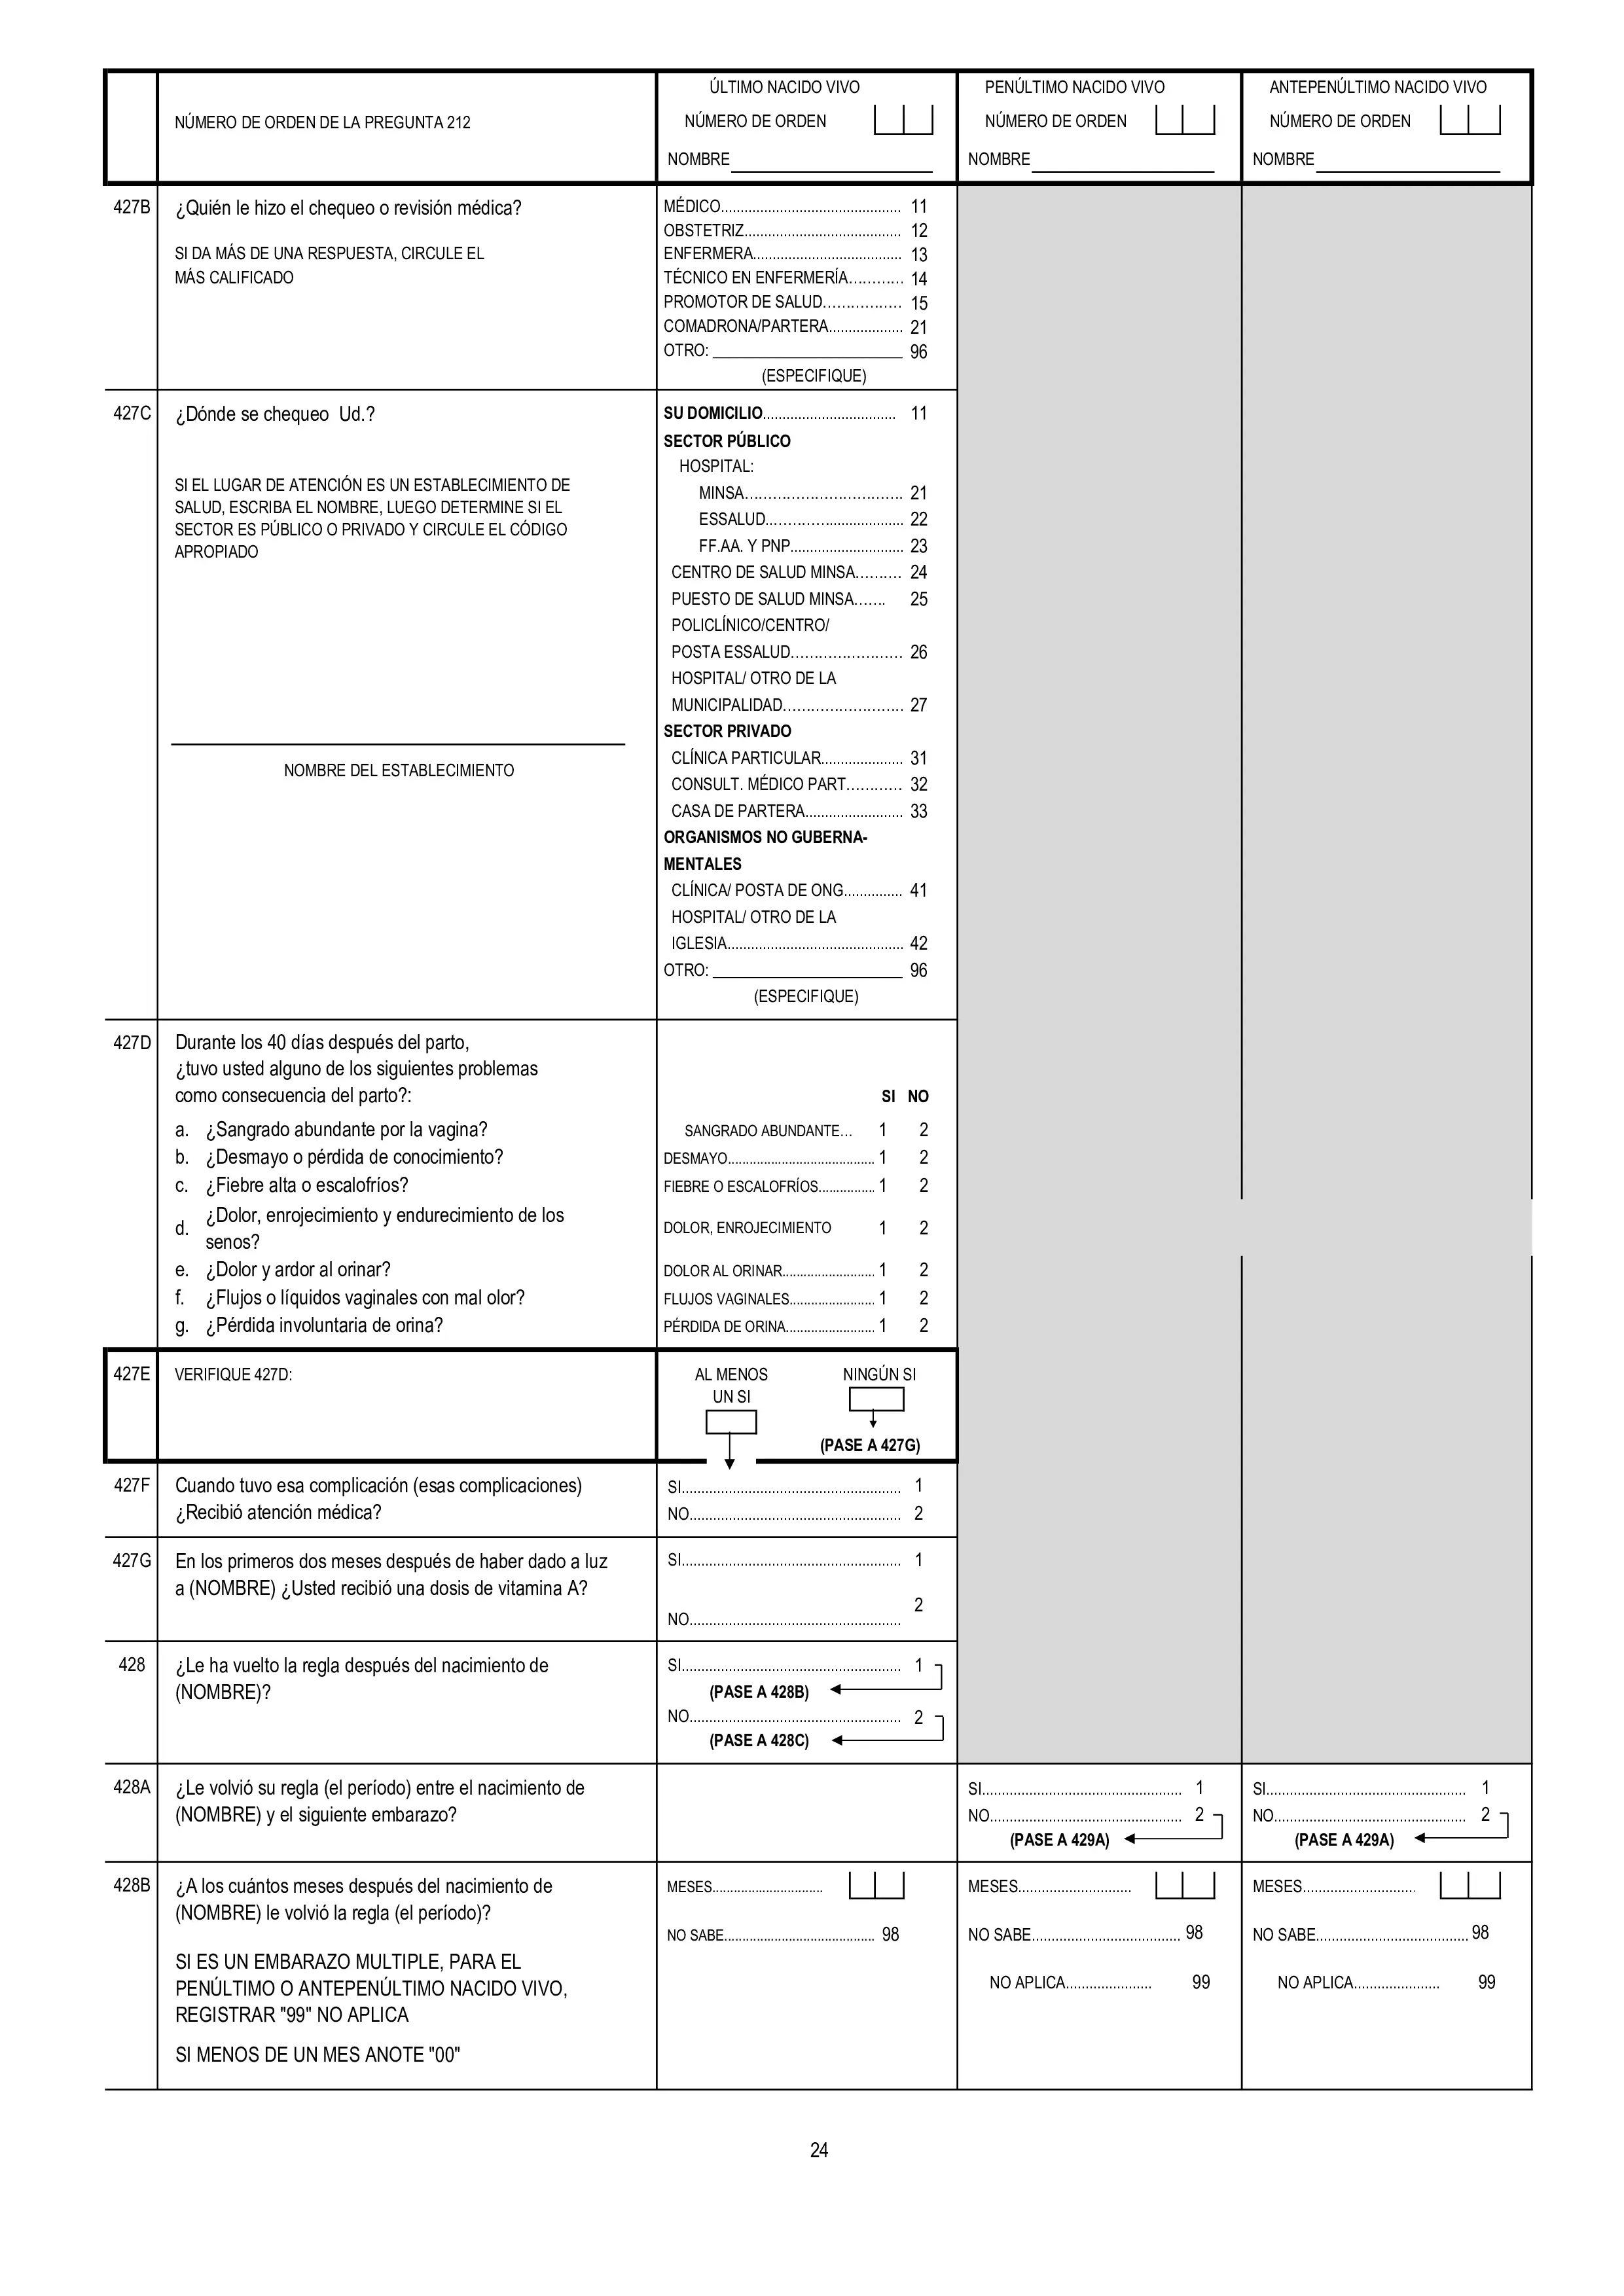 NÚMERO DE ORDEN DE LA PREGUNTA 212
ÚLTIMO NACIDO VIVO
NÚMERO DE ORDEN
NOMBRE
PENÚLTIMO NACIDO VIVO
NÚMERO DE ORDEN
NOMBRE
ANTEPENÚLTIMO NACIDO VIVO
NÚMERO DE ORDEN
NOMBRE
427B
¿Quién le hizo el chequeo o revisión médica?
SI DA MÁS DE UNA RESPUESTA, CIRCULE EL
MÁS CALIFICADO
MÉDICO.............................................. 11
OBSTETRIZ........................................ 12
ENFERMERA...................................... 13
TÉCNICO EN ENFERMERÍA………… 14
PROMOTOR DE SALUD……………… 15
COMADRONA/PARTERA................... 21
OTRO: ________________________ 96
(ESPECIFIQUE)
427C
¿Dónde se chequeo  Ud.?
SI EL LUGAR DE ATENCIÓN ES UN ESTABLECIMIENTO DE
SALUD, ESCRIBA EL NOMBRE, LUEGO DETERMINE SI EL
SECTOR ES PÚBLICO O PRIVADO Y CIRCULE EL CÓDIGO
APROPIADO
NOMBRE DEL ESTABLECIMIENTO
SU DOMICILIO.................................. 11
SECTOR PÚBLICO
HOSPITAL:
MINSA……………………………. 21
ESSALUD................................... 22
FF.AA. Y PNP............................. 23
CENTRO DE SALUD MINSA………. 24
PUESTO DE SALUD MINSA……. 25
POLICLÍNICO/CENTRO/
POSTA ESSALUD…………………… 26
HOSPITAL/ OTRO DE LA
MUNICIPALIDAD…………………….. 27
SECTOR PRIVADO
CLÍNICA PARTICULAR..................... 31
CONSULT. MÉDICO PART………… 32
CASA DE PARTERA......................... 33
ORGANISMOS NO GUBERNA-
MENTALES
CLÍNICA/ POSTA DE ONG............... 41
HOSPITAL/ OTRO DE LA
IGLESIA............................................. 42
OTRO: ________________________ 96
(ESPECIFIQUE)
427D
Durante los 40 días después del parto,
¿tuvo usted alguno de los siguientes problemas
como consecuencia del parto?:
SI NO
a. ¿Sangrado abundante por la vagina?
SANGRADO ABUNDANTE… 1 2
b. ¿Desmayo o pérdida de conocimiento?
DESMAYO........................................ 1 2
c. ¿Fiebre alta o escalofríos?
FIEBRE O ESCALOFRÍOS................ 1 2
d. ¿Dolor, enrojecimiento y endurecimiento de los
senos?
DOLOR, ENROJECIMIENTO 1 2
e. ¿Dolor y ardor al orinar?
DOLOR AL ORINAR......................... 1 2
f. ¿Flujos o líquidos vaginales con mal olor?
FLUJOS VAGINALES....................... 1 2
g. ¿Pérdida involuntaria de orina?
PÉRDIDA DE ORINA........................ 1 2
427E
VERIFIQUE 427D:
AL MENOS
UN SI
NINGÚN SI
(PASE A 427G)
427F
Cuando tuvo esa complicación (esas complicaciones)
¿Recibió atención médica?
SI........................................................ 1
NO...................................................... 2
427G
En los primeros dos meses después de haber dado a luz
a (NOMBRE) ¿Usted recibió una dosis de vitamina A?
SI........................................................ 1
2
NO......................................................
428
¿Le ha vuelto la regla después del nacimiento de
(NOMBRE)?
SI........................................................ 1
(PASE A 428B)
NO...................................................... 2
(PASE A 428C)
428A
¿Le volvió su regla (el período) entre el nacimiento de
(NOMBRE) y el siguiente embarazo?
SI................................................... 1
NO................................................. 2
(PASE A 429A)
SI................................................... 1
NO................................................. 2
(PASE A 429A)
428B
¿A los cuántos meses después del nacimiento de
(NOMBRE) le volvió la regla (el período)?
SI ES UN EMBARAZO MULTIPLE, PARA EL
PENÚLTIMO O ANTEPENÚLTIMO NACIDO VIVO,
REGISTRAR "99" NO APLICA
SI MENOS DE UN MES ANOTE "00"
MESES...............................
NO SABE.......................................... 98
MESES.............................
NO SABE...................................... 98
NO APLICA...................... 99
MESES.............................
NO SABE....................................... 98
NO APLICA...................... 99
24